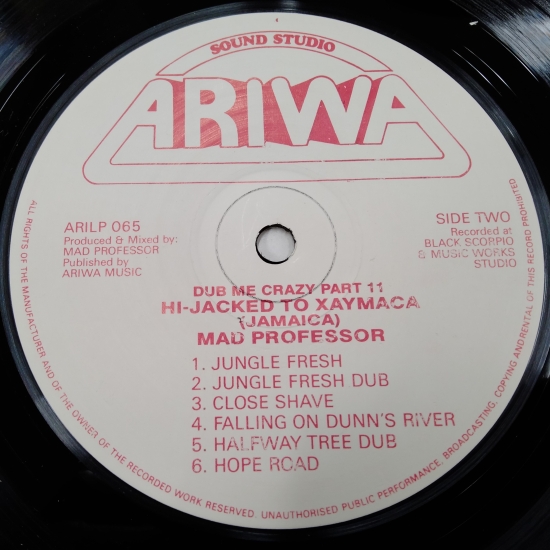 SOUND STUDIO
ARIWA
ARILP 065
Produced & Mixed by:
MAD PROFESSOR
Published by
ARIWA MUSIC
SIDE TWO
Recorded at
BLACK SCORPIO
& MUSIC WORKS
STUDIO
DUB ME CRAZY PART 11
HI-JACKED TO XAYMACA
(JAMAICA)
MAD PROFESSOR
1. JUNGLE FRESH
2. JUNGLE FRESH DUB
3. CLOSE SHAVE
4. FALLING ON DUNN'S RIVER
5. HALFWAY TREE DUB
6. HOPE ROAD
ALL RIGHTS OF THE MANUFACTURER AND OF THE OWNER OF THE RECORDED WORK RESERVED. UNAUTHORISED PUBLIC PERFORMANCE, BROADCASTING, COPYING AND RENTAL OF THIS RECORD PROHIBITED